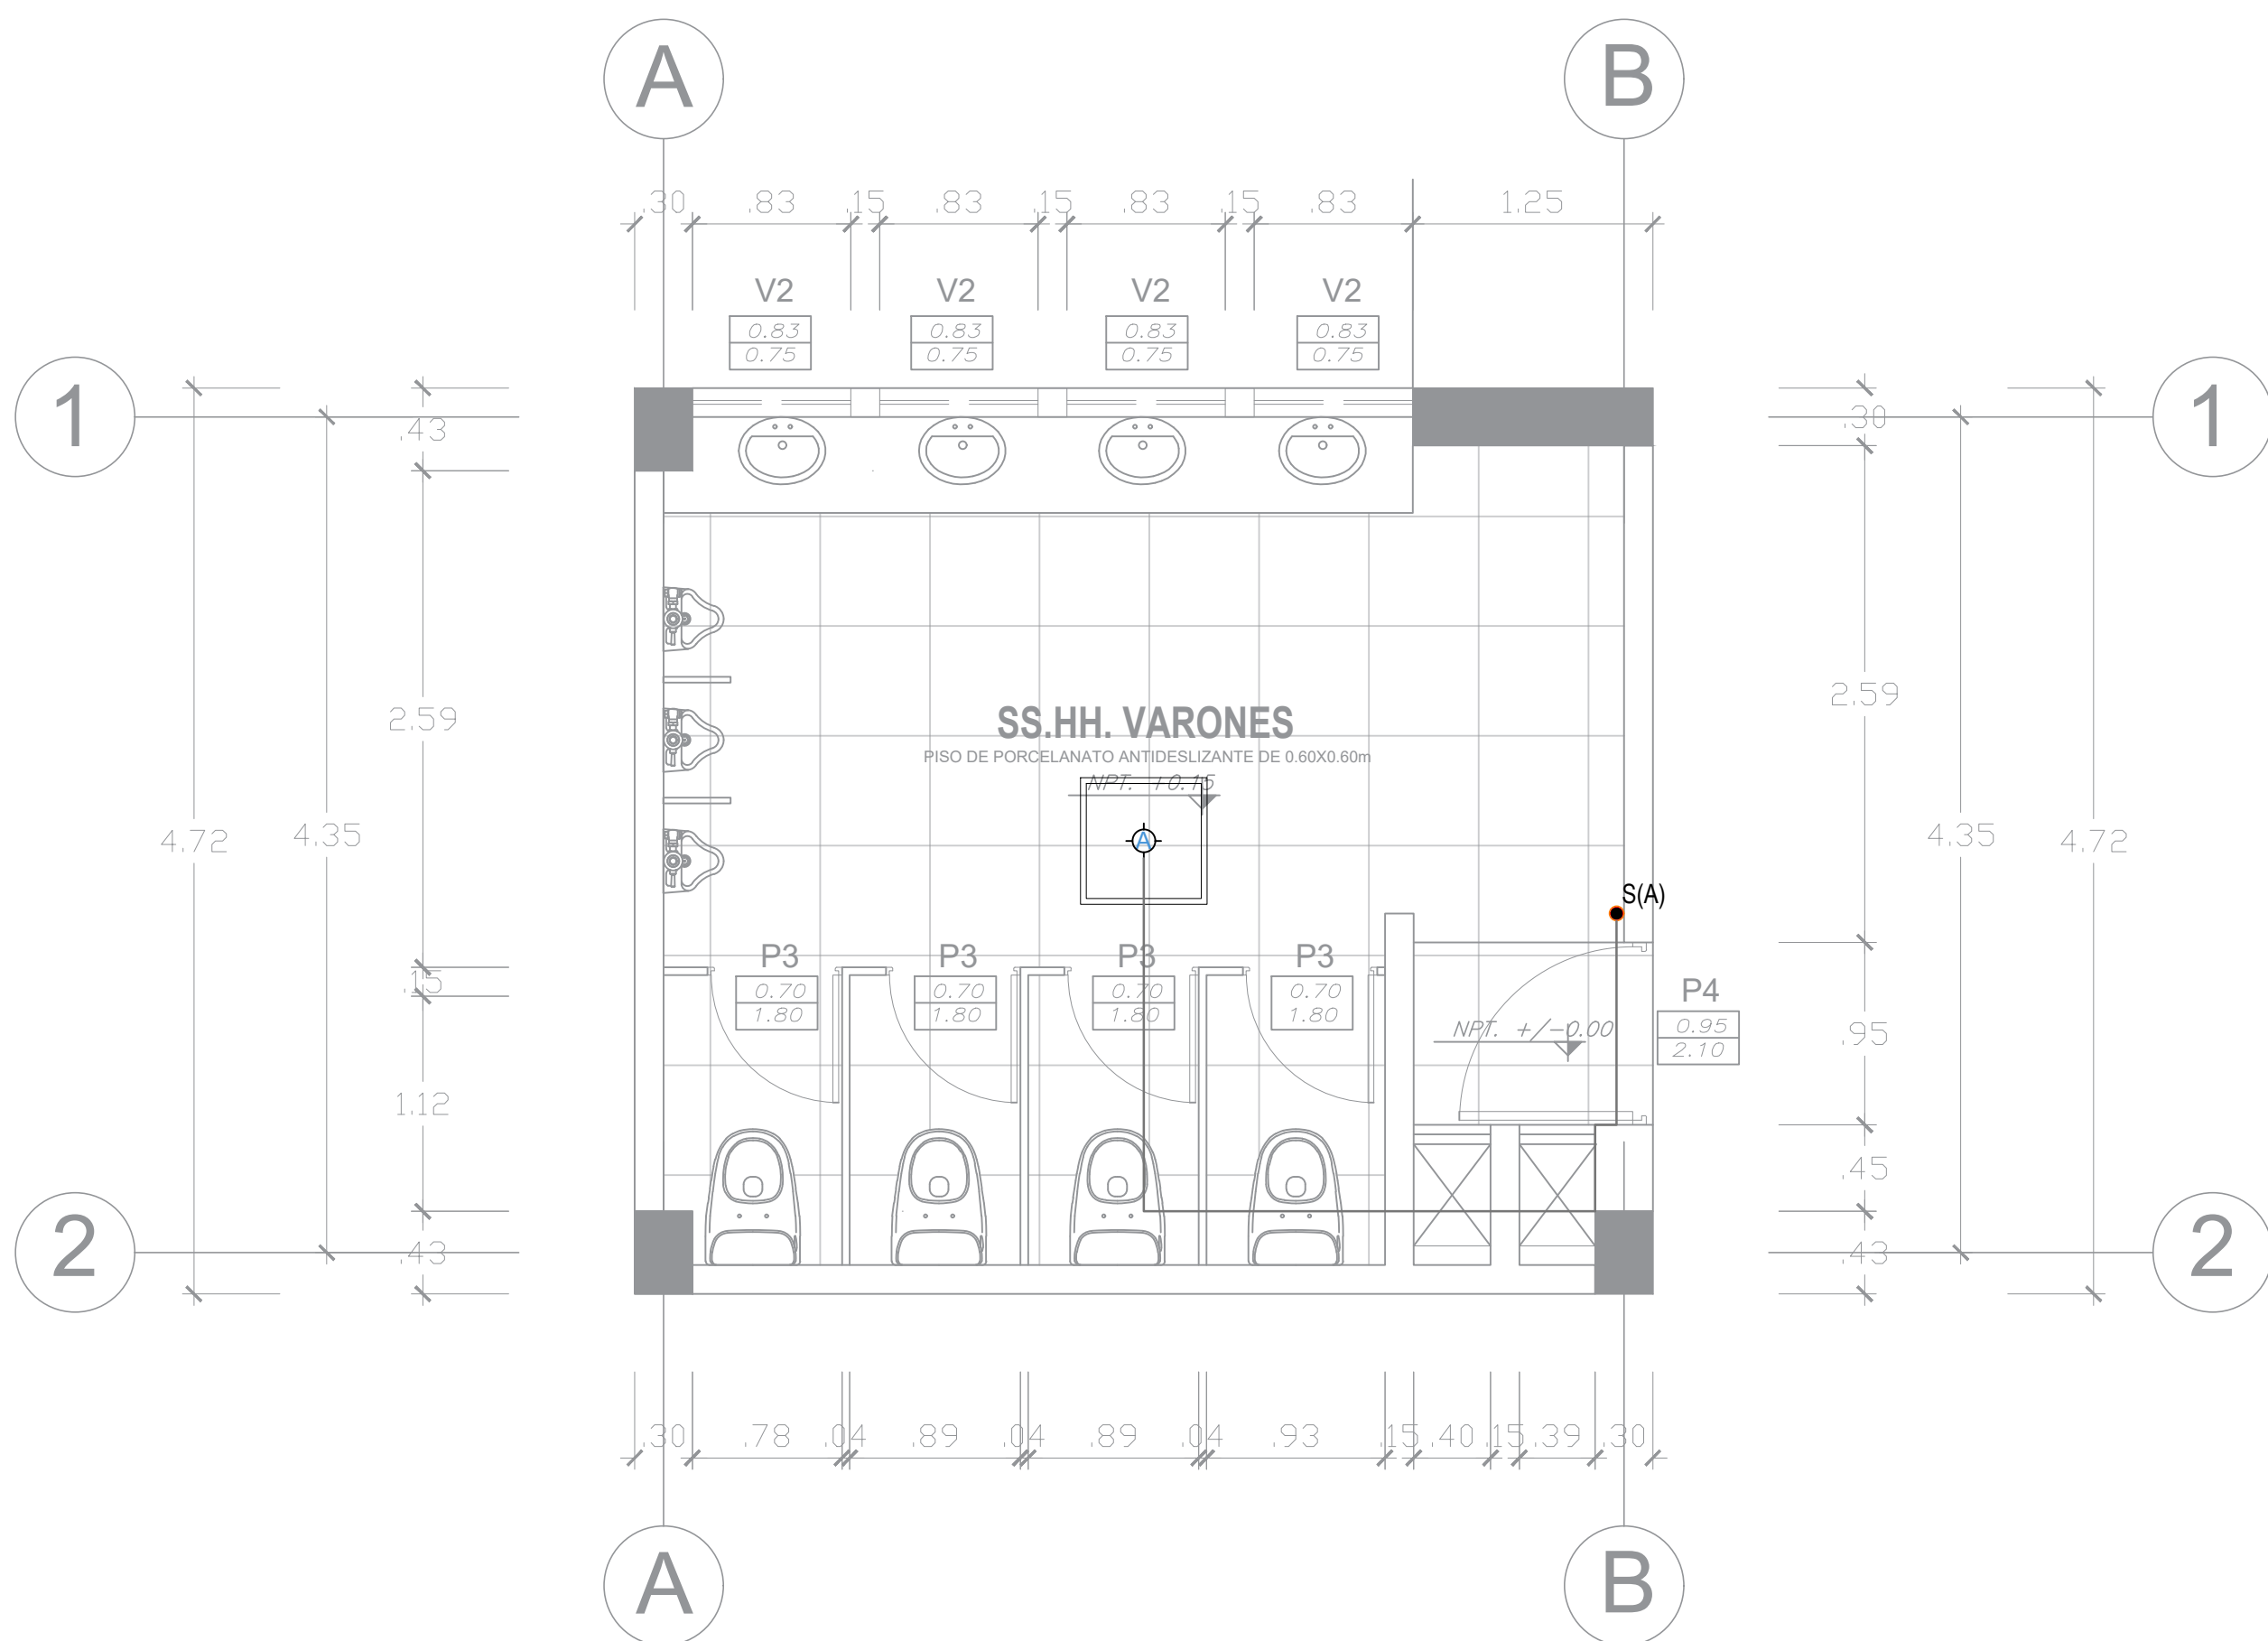 A B
.30 .83 .15 .83 .15 .83 .15 .83 1.25
V2 V2 V2 V2
0.83 0.83 0.83 0.83
0.75 0.75 0.75 0.75
1 1
.43 .30
2.59 2.59
SS.HH. VARONES
PISO DE PORCELANATO ANTIDESLIZANTE DE 0.60X0.60m
NPT. +0.15
4.72 4.35 A 4.35 4.72
S(A)
P3 P3 P3 P3
.15 0.70 0.70 0.70 0.70
1.80 1.80 1.80 1.80
P4
0.95
2.10
NPT. +/-0.00 .95
1.12
.45
2 2
.43 .43
.30 .78 .04 .89 .04 .89 .04 .93 .15 .40 .15 .39 .30
A B